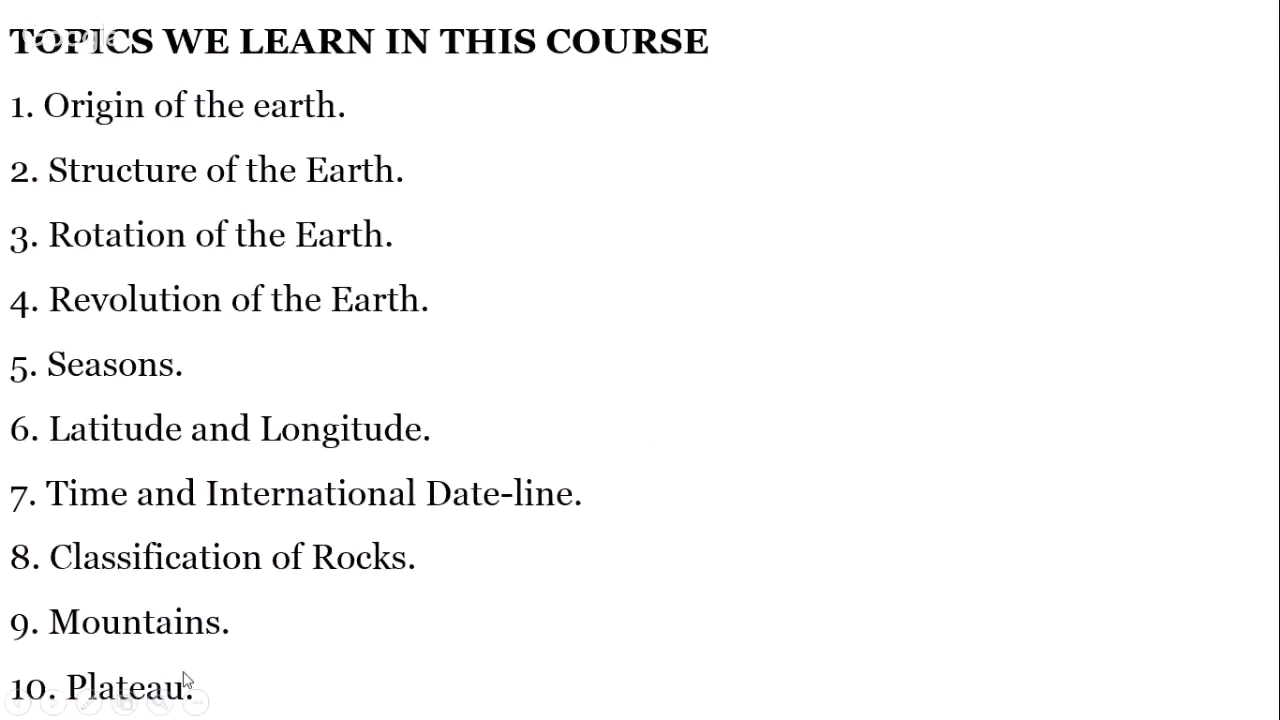 TOPICS WE LEARN IN THIS COURSE
1. Origin of the earth.
2. Structure of the Earth.
3. Rotation of the Earth.
4. Revolution of the Earth.
5. Seasons.
6. Latitude and Longitude.
7. Time and International Date-line.
8. Classification of Rocks.
9. Mountains.
10. Plateau.